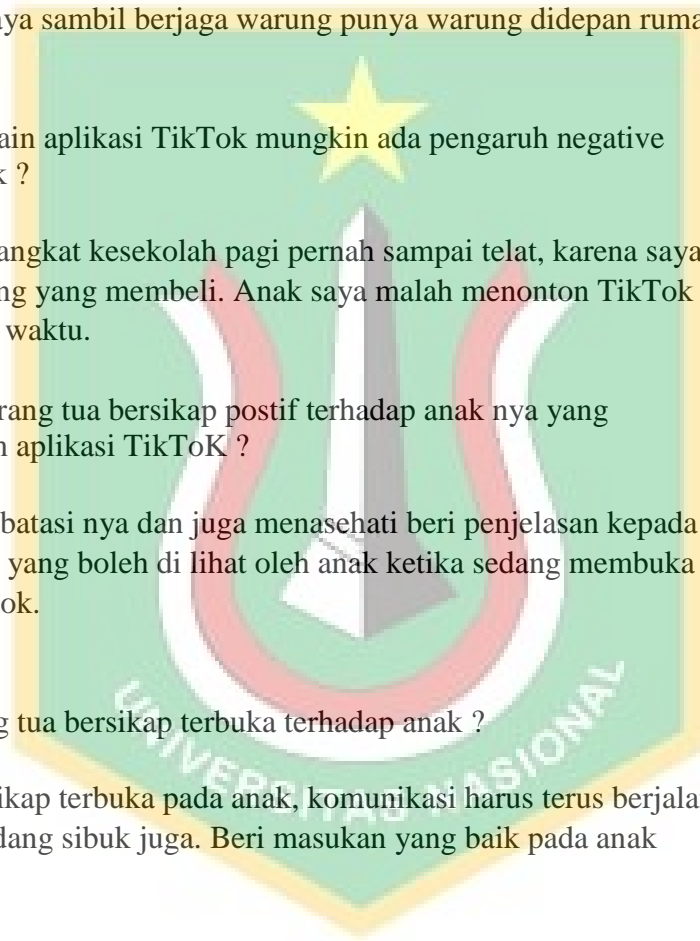 aya sambil berjaga warung punya warung didepan ruma
ain aplikasi TikTok mungkin ada pengaruh negative
k ?
angkat kesekolah pagi pernah sampai telat, karena saya
ng yang membeli. Anak saya malah menonton TikTok
waktu.
rang tua bersikap postif terhadap anak nya yang
n aplikasi TikToK ?
batasi nya dan juga menasehati beri penjelasan kepada
yang boleh di lihat oleh anak ketika sedang membuka
ok.
g tua bersikap terbuka terhadap anak ?
ikap terbuka pada anak, komunikasi harus terus berjala
dang sibuk juga. Beri masukan yang baik pada anak
UNIVERSITAS NASIONAL